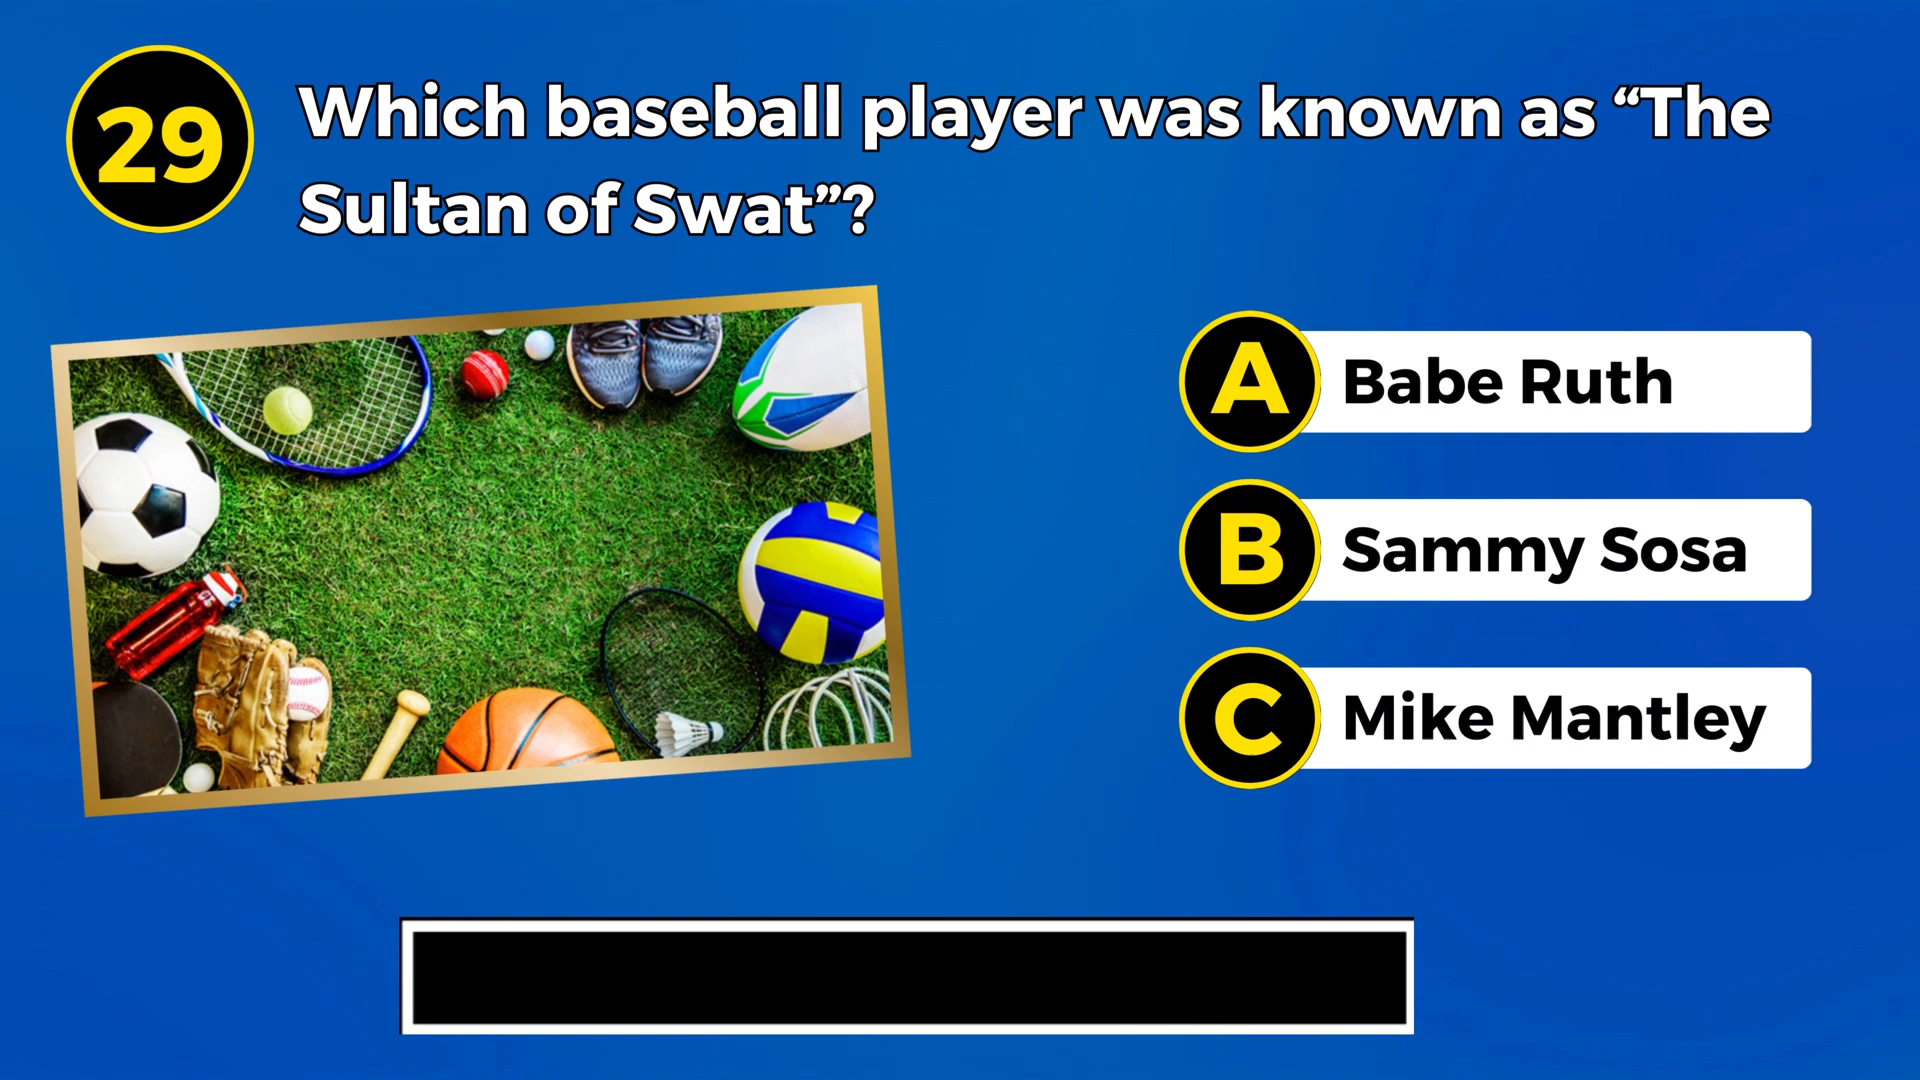 29
Which baseball player was known as “The
Sultan of Swat”?
A Babe Ruth
B Sammy Sosa
C Mike Mantley